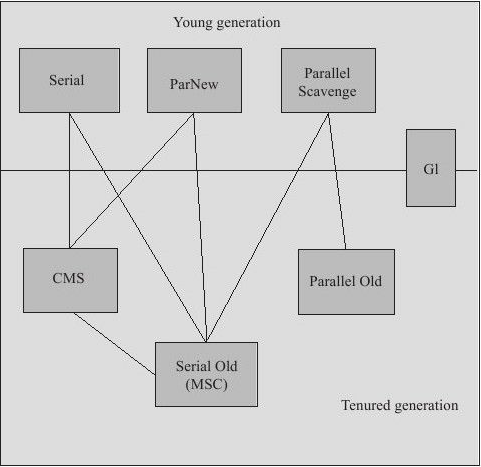 Young generation
Serial
ParNew
Parallel
Scavenge
Gl
CMS
Parallel Old
Serial Old
(MSC)
Tenured generation